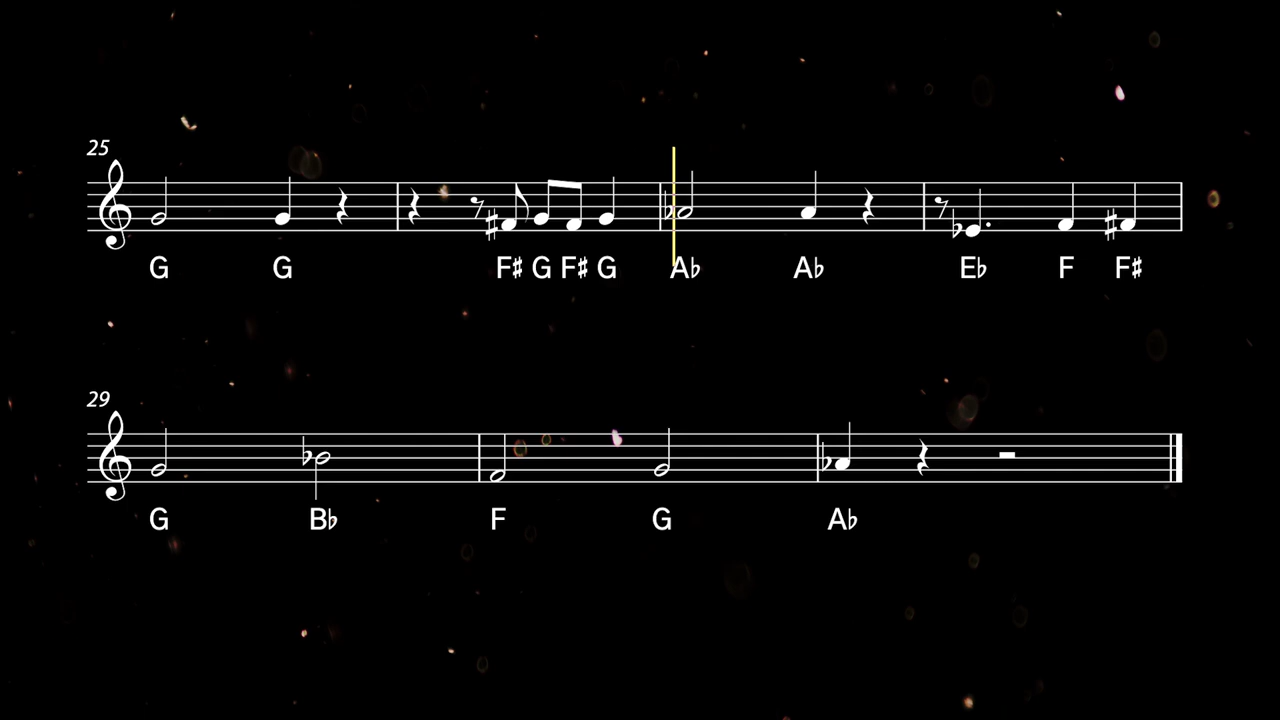 25
G G F♯ G F♯ G A♭ A♭ E♭ F F♯
29
G B♭ F G A♭